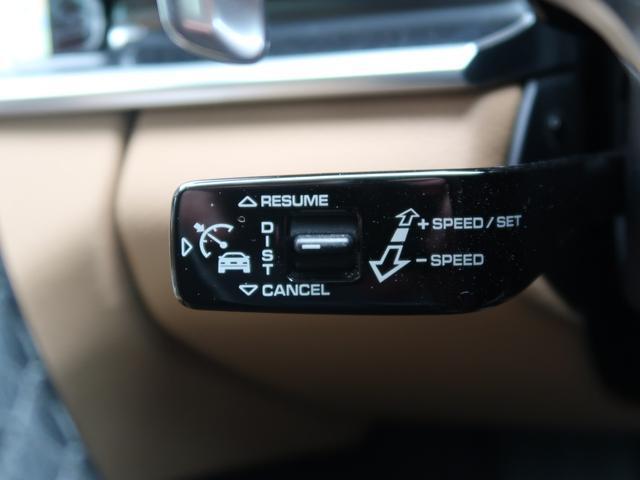 RESUME
DIST
+ SPEED / SET
- SPEED
CANCEL